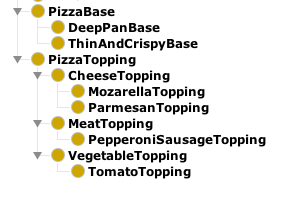 PizzaBase
DeepPanBase
ThinAndCrispyBase
PizzaTopping
CheeseTopping
MozarellaTopping
ParmesanTopping
MeatTopping
PepperoniSausageTopping
VegetableTopping
TomatoTopping